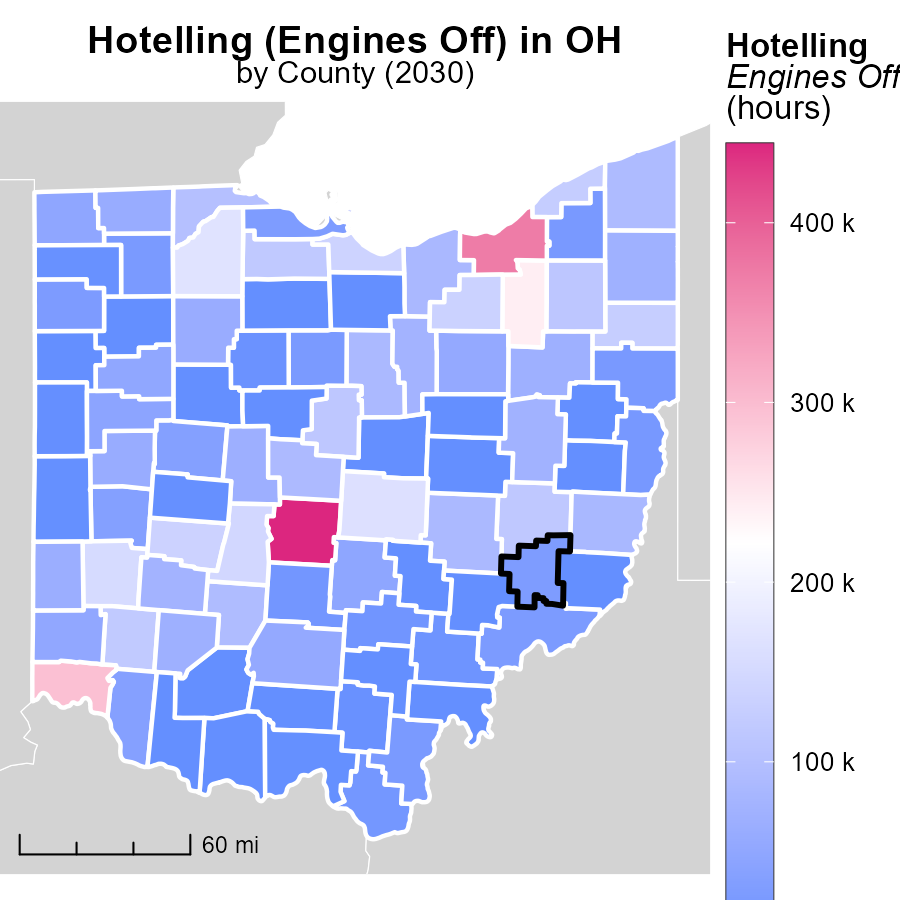 Hotelling (Engines Off) in OH
by County (2030)
Hotelling
Engines Off
(hours)
400 k
300 k
200 k
100 k
60 mi